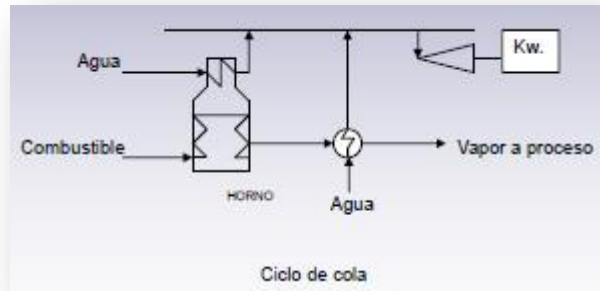 Kw.
Agua
Combustible
Vapor a proceso
HORNO
Agua
Ciclo de cola